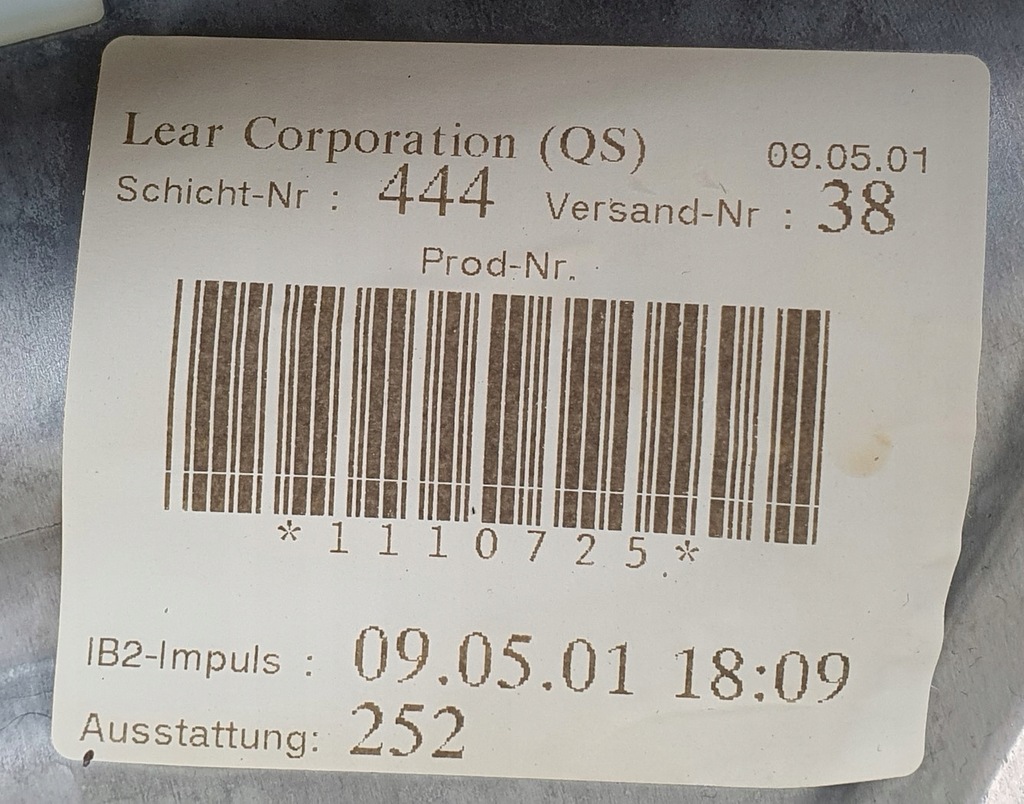 Lear Corporation (QS) 09.05.01
Schicht-Nr : 444 Versand-Nr : 38
Prod-Nr.
*1110725*
IB2-Impuls : 09.05.01 18:09
Ausstattung: 252